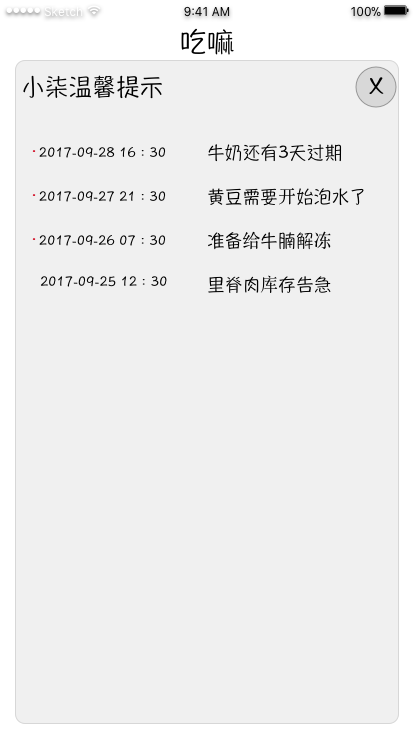 Sketch 9:41 AM 100%
吃嘛
小柒温馨提示 X
2017-09-28 16：30 牛奶还有3天过期
2017-09-27 21：30 黄豆需要开始泡水了
2017-09-26 07：30 准备给牛腩解冻
2017-09-25 12：30 里脊肉库存告急